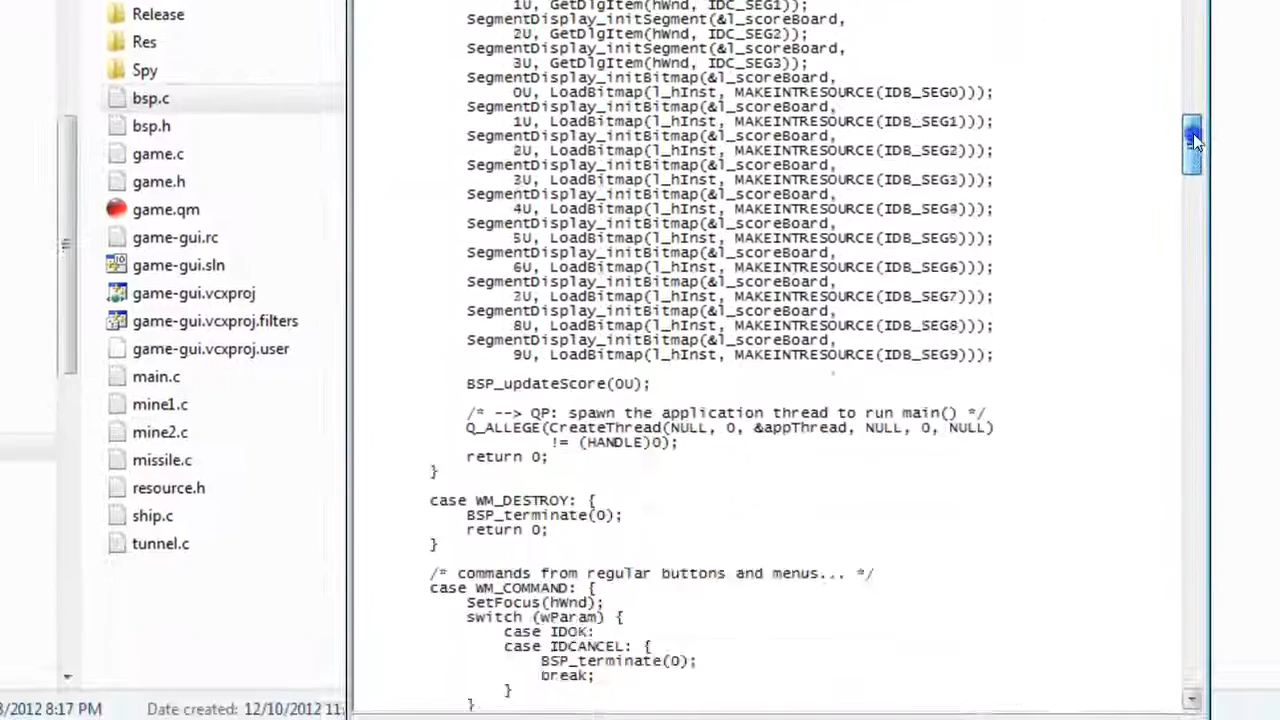 Release
Res
Spy
bsp.c
bsp.h
game.c
game.h
game.qm
game-gui.rc
game-gui.sln
game-gui.vcxproj
game-gui.vcxproj.filters
game-gui.vcxproj.user
main.c
mine1.c
mine2.c
missile.c
resource.h
ship.c
tunnel.c
3/2012 8:17 PM
Date created: 12/10/2012 11:
1U, GetDlgItem(hWnd, IDC_SEG1));
SegmentDisplay_initSegment(&l_scoreBoard,
2U, GetDlgItem(hWnd, IDC_SEG2));
SegmentDisplay_initSegment(&l_scoreBoard,
3U, GetDlgItem(hWnd, IDC_SEG3));
SegmentDisplay_initBitmap(&l_scoreBoard,
0U, LoadBitmap(l_hInst, MAKEINTRESOURCE(IDB_SEG0)));
SegmentDisplay_initBitmap(&l_scoreBoard,
1U, LoadBitmap(l_hInst, MAKEINTRESOURCE(IDB_SEG1)));
SegmentDisplay_initBitmap(&l_scoreBoard,
2U, LoadBitmap(l_hInst, MAKEINTRESOURCE(IDB_SEG2)));
SegmentDisplay_initBitmap(&l_scoreBoard,
3U, LoadBitmap(l_hInst, MAKEINTRESOURCE(IDB_SEG3)));
SegmentDisplay_initBitmap(&l_scoreBoard,
4U, LoadBitmap(l_hInst, MAKEINTRESOURCE(IDB_SEG4)));
SegmentDisplay_initBitmap(&l_scoreBoard,
5U, LoadBitmap(l_hInst, MAKEINTRESOURCE(IDB_SEG5)));
SegmentDisplay_initBitmap(&l_scoreBoard,
6U, LoadBitmap(l_hInst, MAKEINTRESOURCE(IDB_SEG6)));
SegmentDisplay_initBitmap(&l_scoreBoard,
7U, LoadBitmap(l_hInst, MAKEINTRESOURCE(IDB_SEG7)));
SegmentDisplay_initBitmap(&l_scoreBoard,
8U, LoadBitmap(l_hInst, MAKEINTRESOURCE(IDB_SEG8)));
SegmentDisplay_initBitmap(&l_scoreBoard,
9U, LoadBitmap(l_hInst, MAKEINTRESOURCE(IDB_SEG9)));
BSP_updateScore(0U);
/* --> QP: spawn the application thread to run main() */
Q_ALLEGE(CreateThread(NULL, 0, &appThread, NULL, 0, NULL)
!= (HANDLE)0);
return 0;
}
case WM_DESTROY: {
BSP_terminate(0);
return 0;
}
/* commands from regular buttons and menus... */
case WM_COMMAND: {
SetFocus(hWnd);
switch (wParam) {
case IDOK:
case IDCANCEL: {
BSP_terminate(0);
break;
}
}